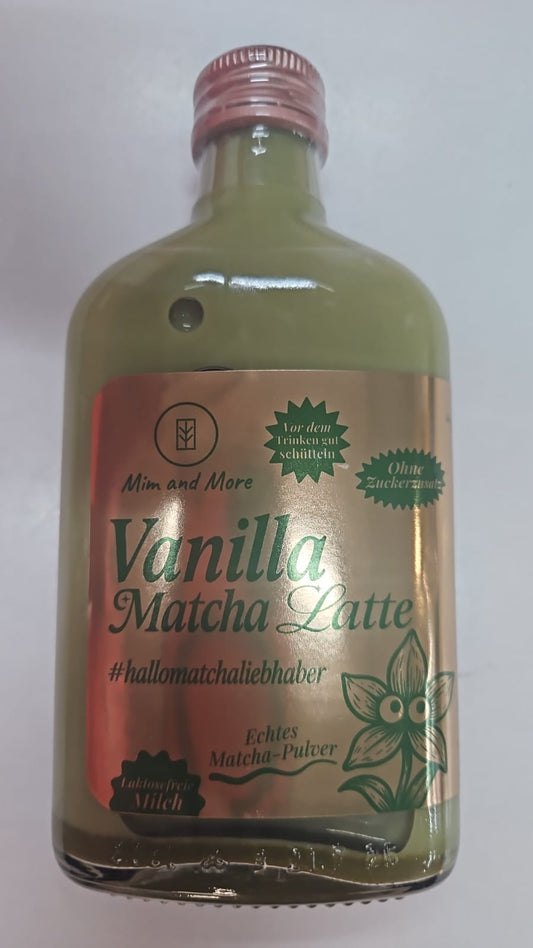 Mim and More
Vor dem
Trinken gut
schütteln
Ohne
Zuckerzusatz
Vanilla
Matcha Latte
#hallomatchaliebhaber
Echtes
Matcha-Pulver
Laktosefreie
Milch